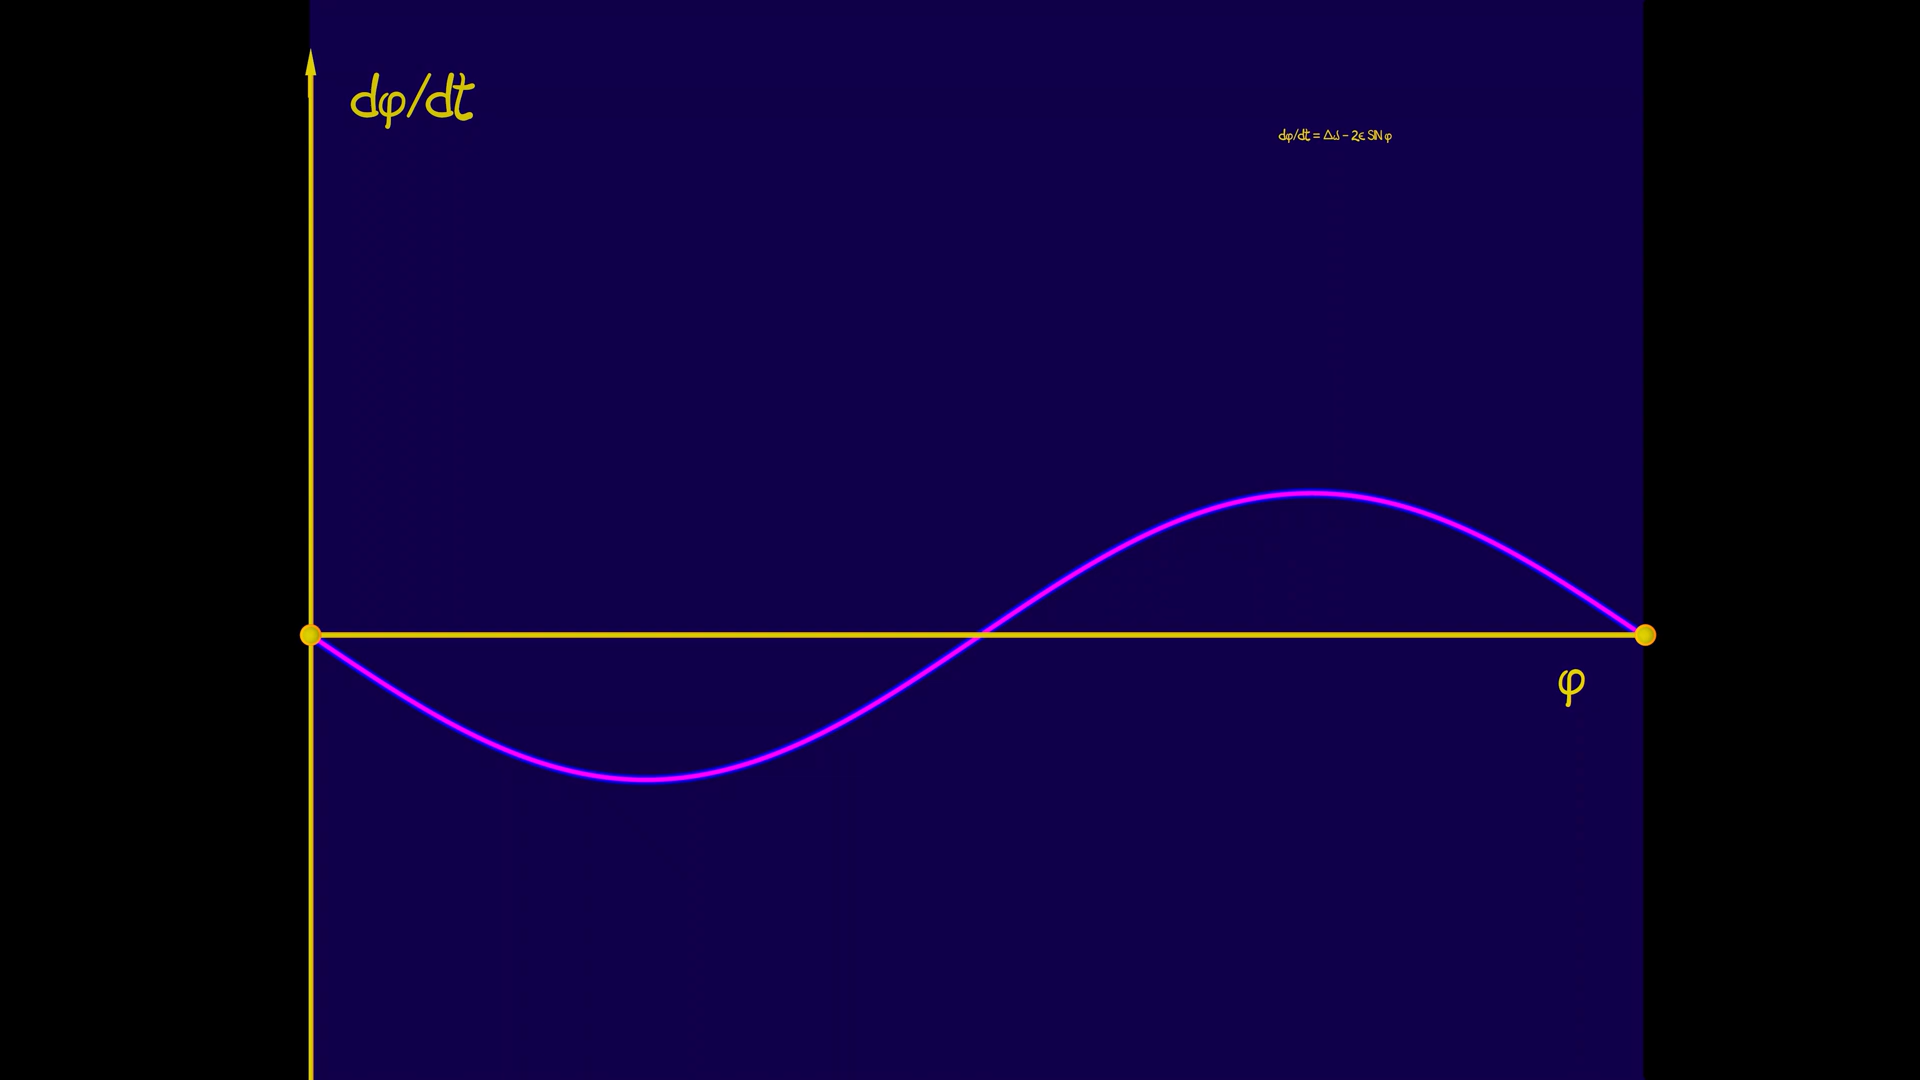 dφ/dt
dφ/dt = Δω - 2ε SIN φ
φ